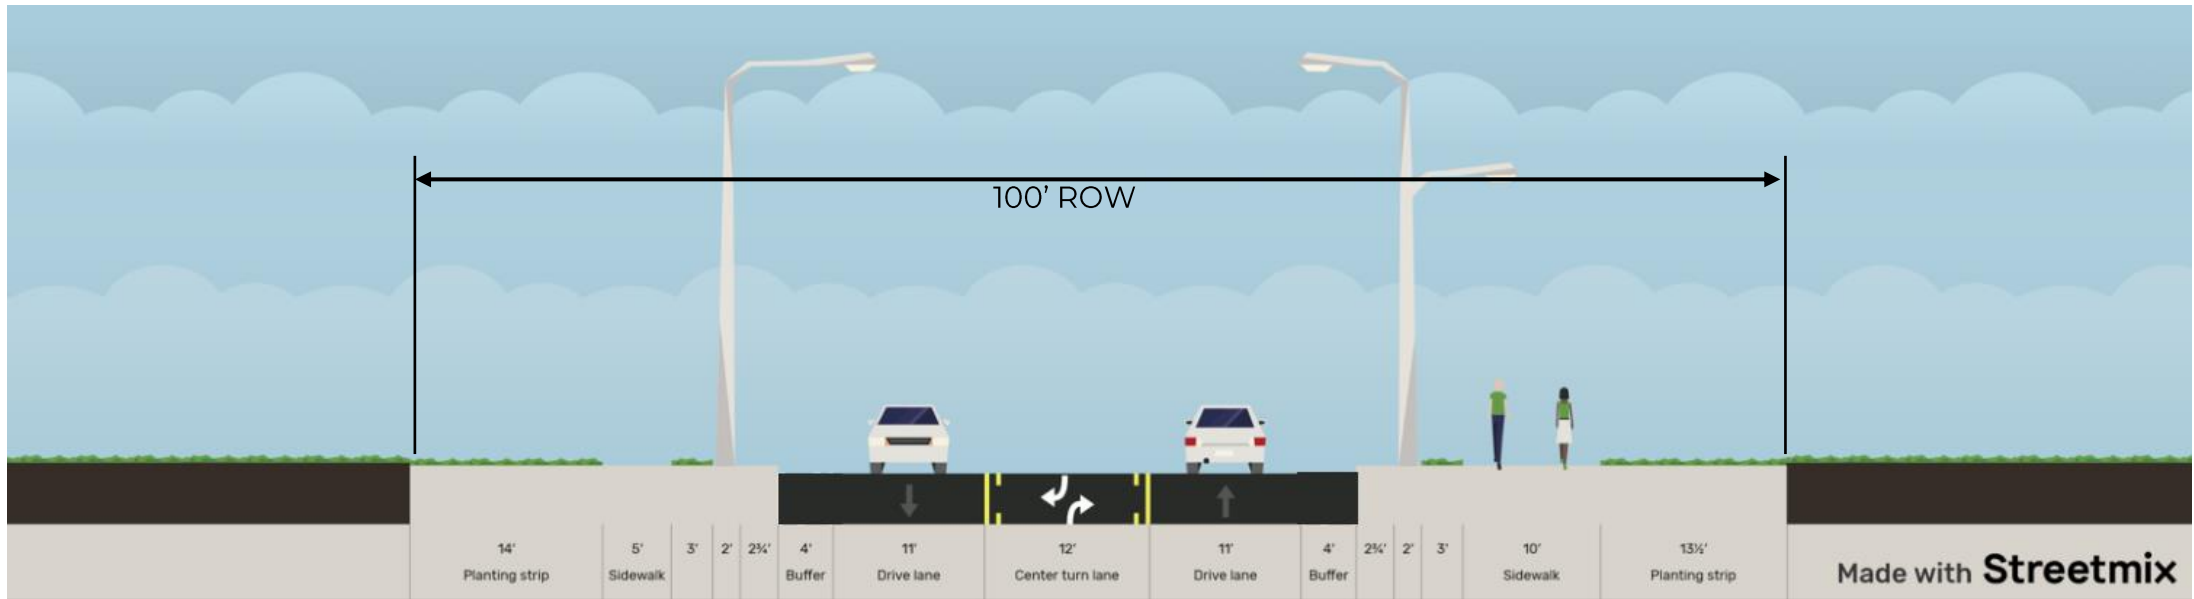 100’ ROW
14' 5' 3' 2' 2¾' 4' 11' 12' 11' 4' 2¾' 2' 3' 10' 13½'
Planting strip Sidewalk Buffer Drive lane Center turn lane Drive lane Buffer Sidewalk Planting strip
Made with Streetmix